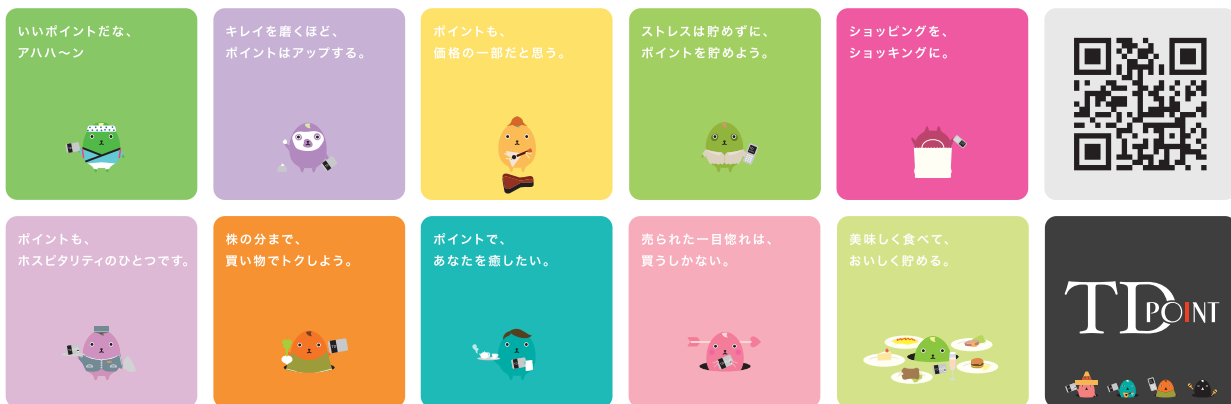 いいポイントだな、
アハハ〜ン
キレイを磨くほど、
ポイントはアップする。
ポイントも、
価格の一部だと思う。
ストレスは貯めずに、
ポイントを貯めよう。
ショッピングを、
ショッキングに。
ポイントも、
ホスピタリティのひとつです。
株の分まで、
買い物でトクしよう。
ポイントで、
あなたを癒したい。
売られた一目惚れは、
買うしかない。
美味しく食べて、
おいしく貯める。
TD POINT